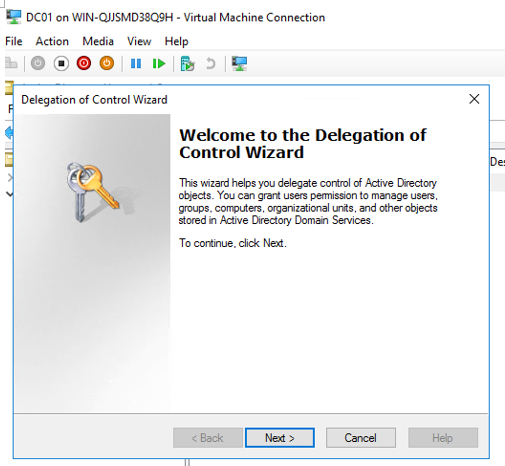 DC01 on WIN-QJJSMD38Q9H - Virtual Machine Connection
File Action Media View Help
Delegation of Control Wizard
Welcome to the Delegation of
Control Wizard
This wizard helps you delegate control of Active Directory
objects. You can grant users permission to manage users,
groups, computers, organizational units, and other objects
stored in Active Directory Domain Services.
To continue, click Next.
< Back Next > Cancel Help